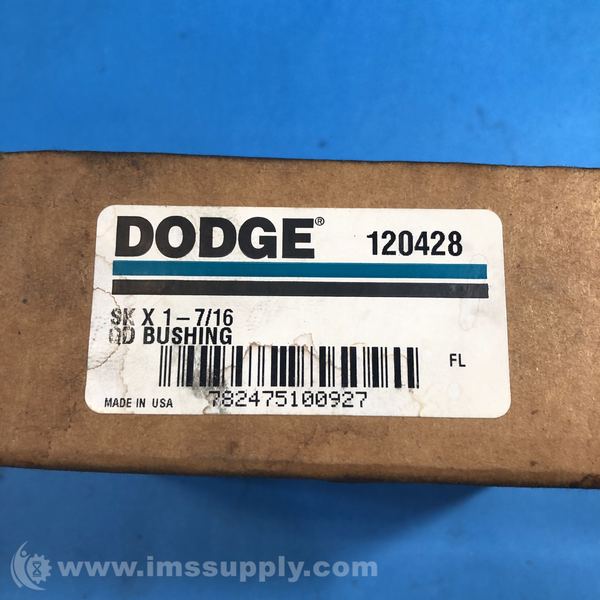 DODGE® 120428
SK X 1-7/16
QD BUSHING
FL
MADE IN USA 782475100927
www.imssupply.com